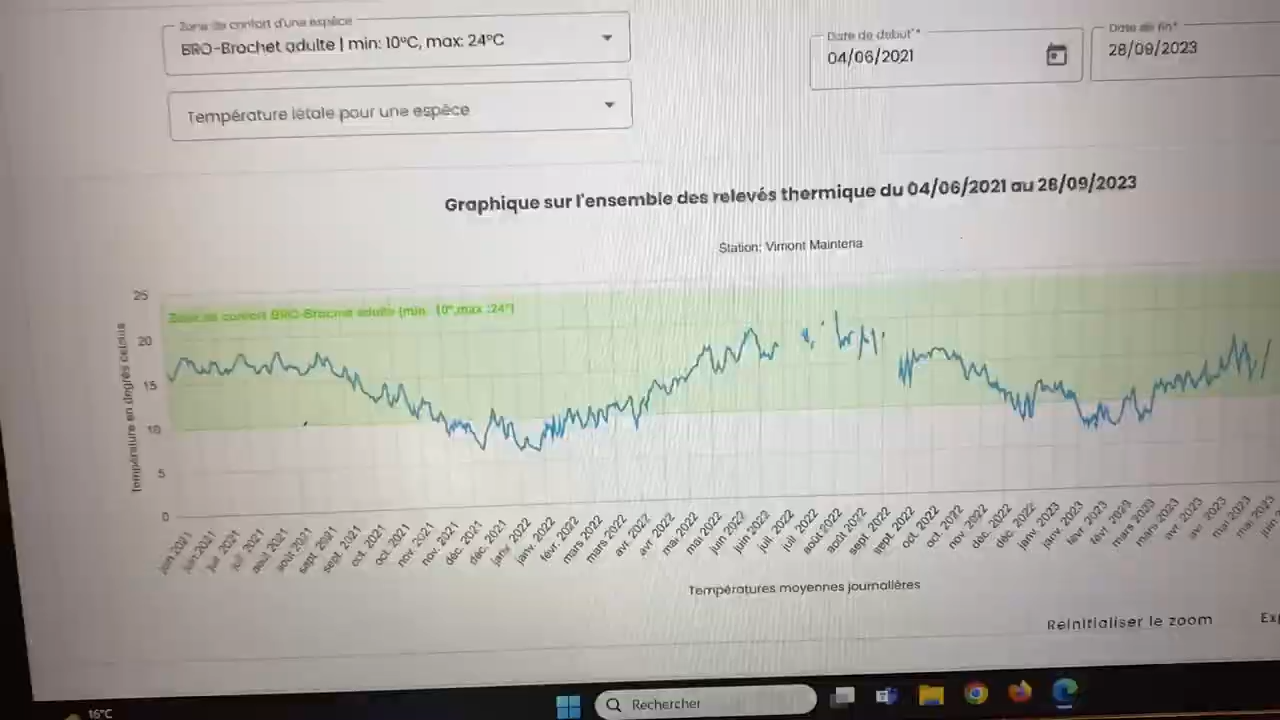 Zone de confort d'une espèce
BRO-Brochet adulte | min: 10°C, max: 24°C
Date de début*
04/06/2021
Date de fin*
28/09/2023
Température létale pour une espèce
Graphique sur l'ensemble des relevés thermique du 04/06/2021 au 28/09/2023
Station: Vimont Mainteria
Température en degrés celsius
25
20
15
10
5
0
Zone de confort BRO-Brochet adulte (min: 10°,max :24°)
juin 2021
juin 2021
juil. 2021
juil. 2021
août 2021
août 2021
sept. 2021
sept. 2021
oct. 2021
oct. 2021
nov. 2021
nov. 2021
déc. 2021
déc. 2021
janv. 2022
janv. 2022
févr. 2022
mars 2022
mars 2022
avr. 2022
avr. 2022
mai 2022
mai 2022
juin 2022
juin 2022
juil. 2022
juil. 2022
août 2022
août 2022
sept. 2022
sept. 2022
oct. 2022
oct. 2022
nov. 2022
déc. 2022
déc. 2022
janv. 2023
janv. 2023
févr. 2023
févr. 2023
mars 2023
mars 2023
avr. 2023
avr. 2023
mai 2023
mai 2023
Températures moyennes journalières
Réinitialiser le zoom
16°C
Rechercher